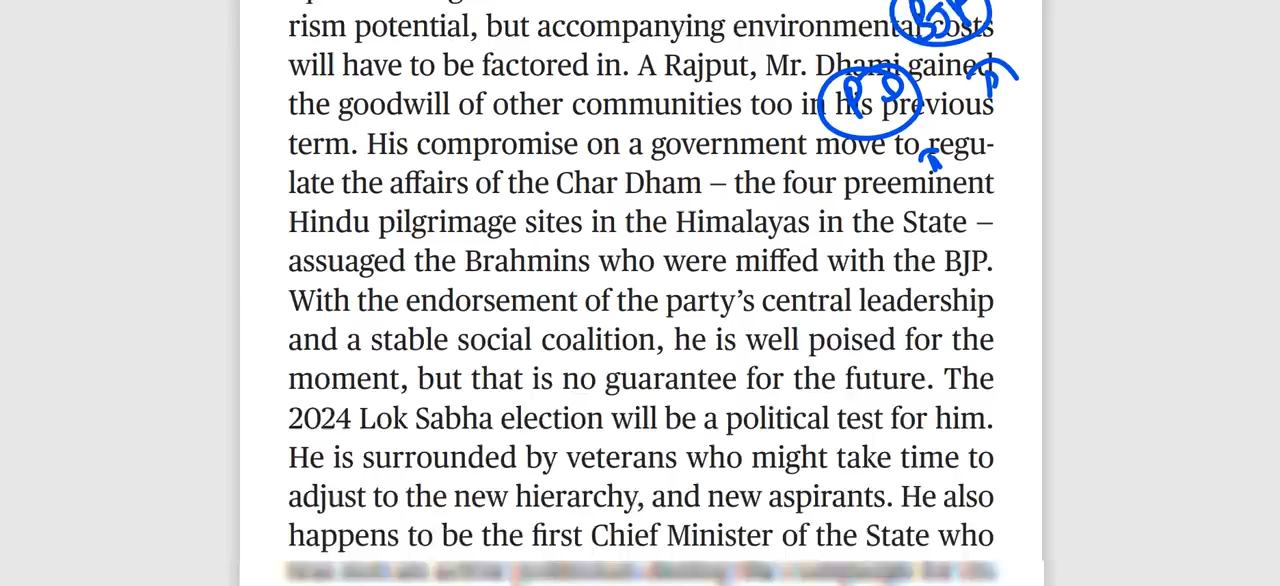 rism potential, but accompanying environmental costs
will have to be factored in. A Rajput, Mr. Dhami gained
the goodwill of other communities too in his previous
term. His compromise on a government move to regu-
late the affairs of the Char Dham – the four preeminent
Hindu pilgrimage sites in the Himalayas in the State –
assuaged the Brahmins who were miffed with the BJP.
With the endorsement of the party's central leadership
and a stable social coalition, he is well poised for the
moment, but that is no guarantee for the future. The
2024 Lok Sabha election will be a political test for him.
He is surrounded by veterans who might take time to
adjust to the new hierarchy, and new aspirants. He also
happens to be the first Chief Minister of the State who